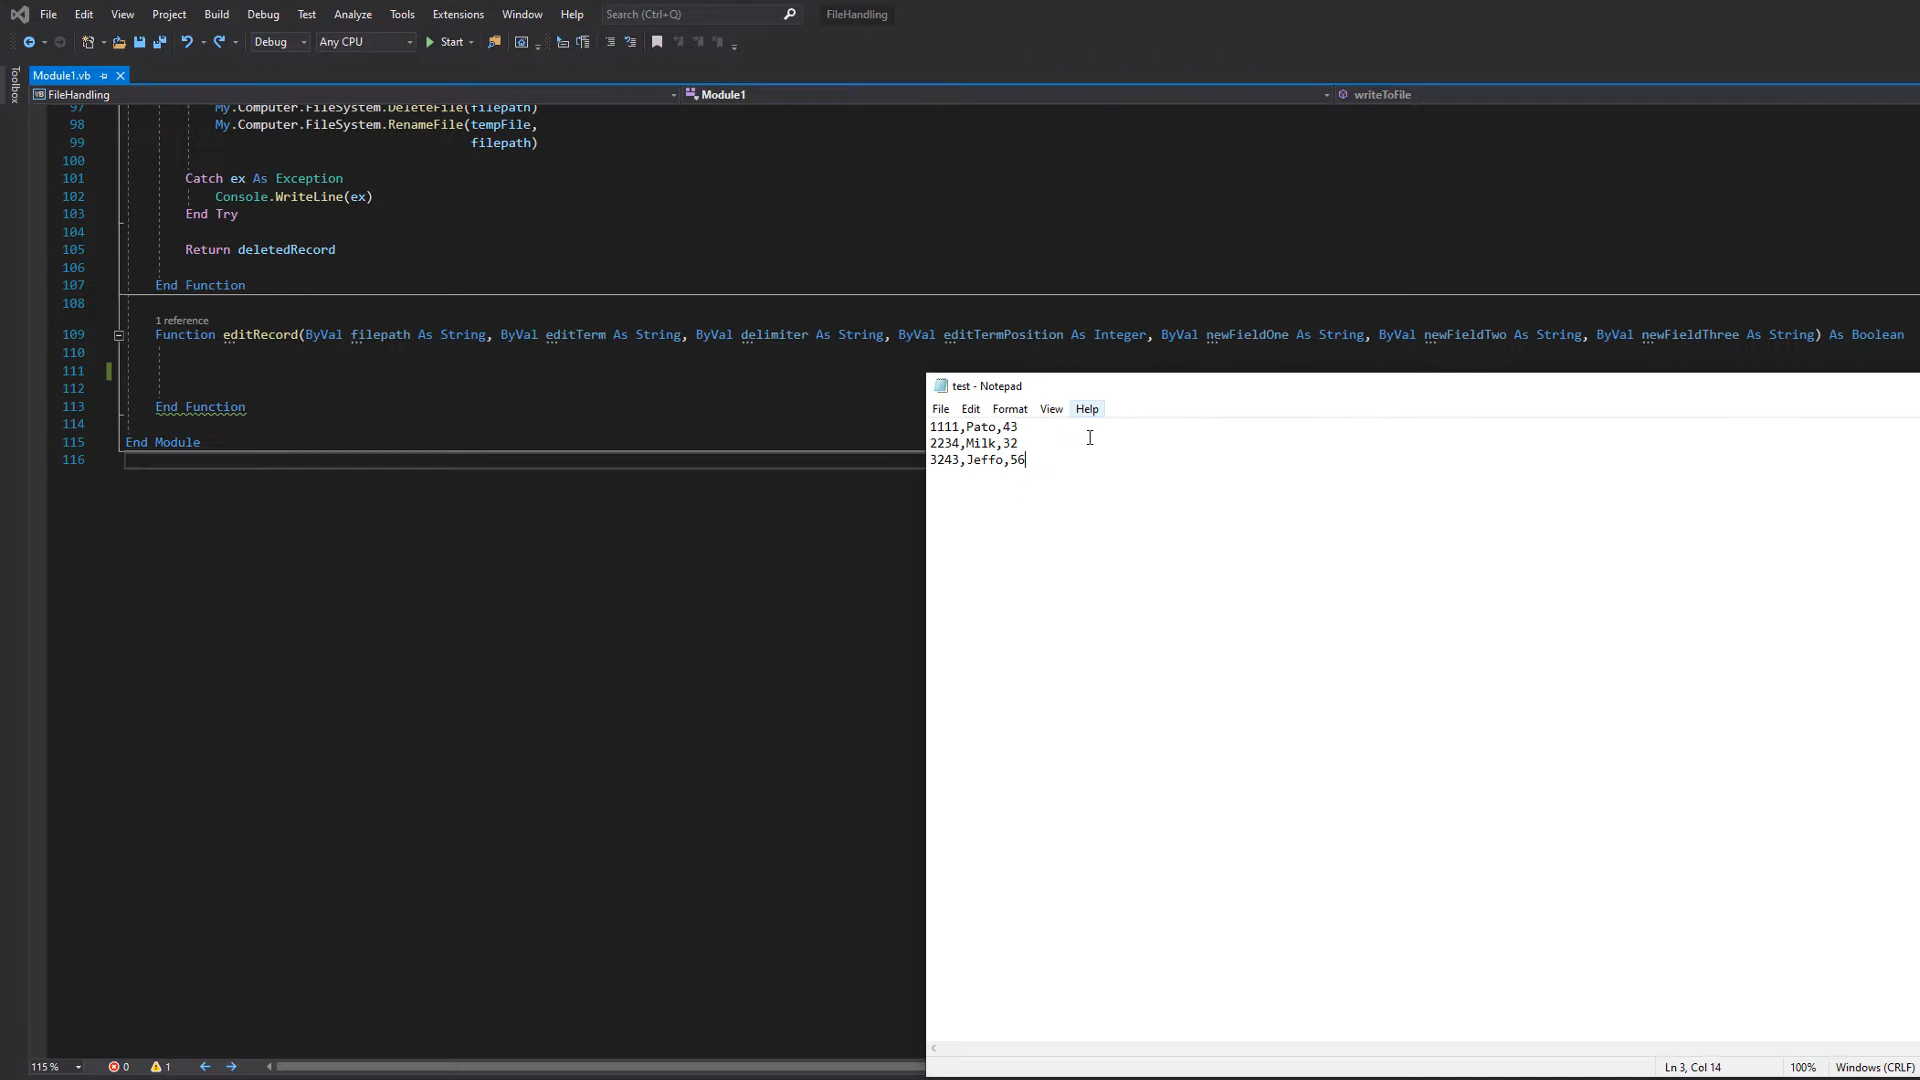 File Edit View Project Build Debug Test Analyze Tools Extensions Window Help Search (Ctrl+Q) FileHandling
Debug Any CPU Start
Toolbox
Module1.vb
FileHandling Module1 writeToFile
97 My.Computer.FileSystem.DeleteFile(filepath)
98 My.Computer.FileSystem.RenameFile(tempFile,
99 filepath)
100
101 Catch ex As Exception
102 Console.WriteLine(ex)
103 End Try
104
105 Return deletedRecord
106
107 End Function
108
1 reference
109 Function editRecord(ByVal filepath As String, ByVal editTerm As String, ByVal delimiter As String, ByVal editTermPosition As Integer, ByVal newFieldOne As String, ByVal newFieldTwo As String, ByVal newFieldThree As String) As Boolean
110
111
112
113 End Function
114
115 End Module
116
test - Notepad
File Edit Format View Help
1111,Pato,43
2234,Milk,32
3243,Jeffo,56
115 % 0 1
Ln 3, Col 14 100% Windows (CRLF)